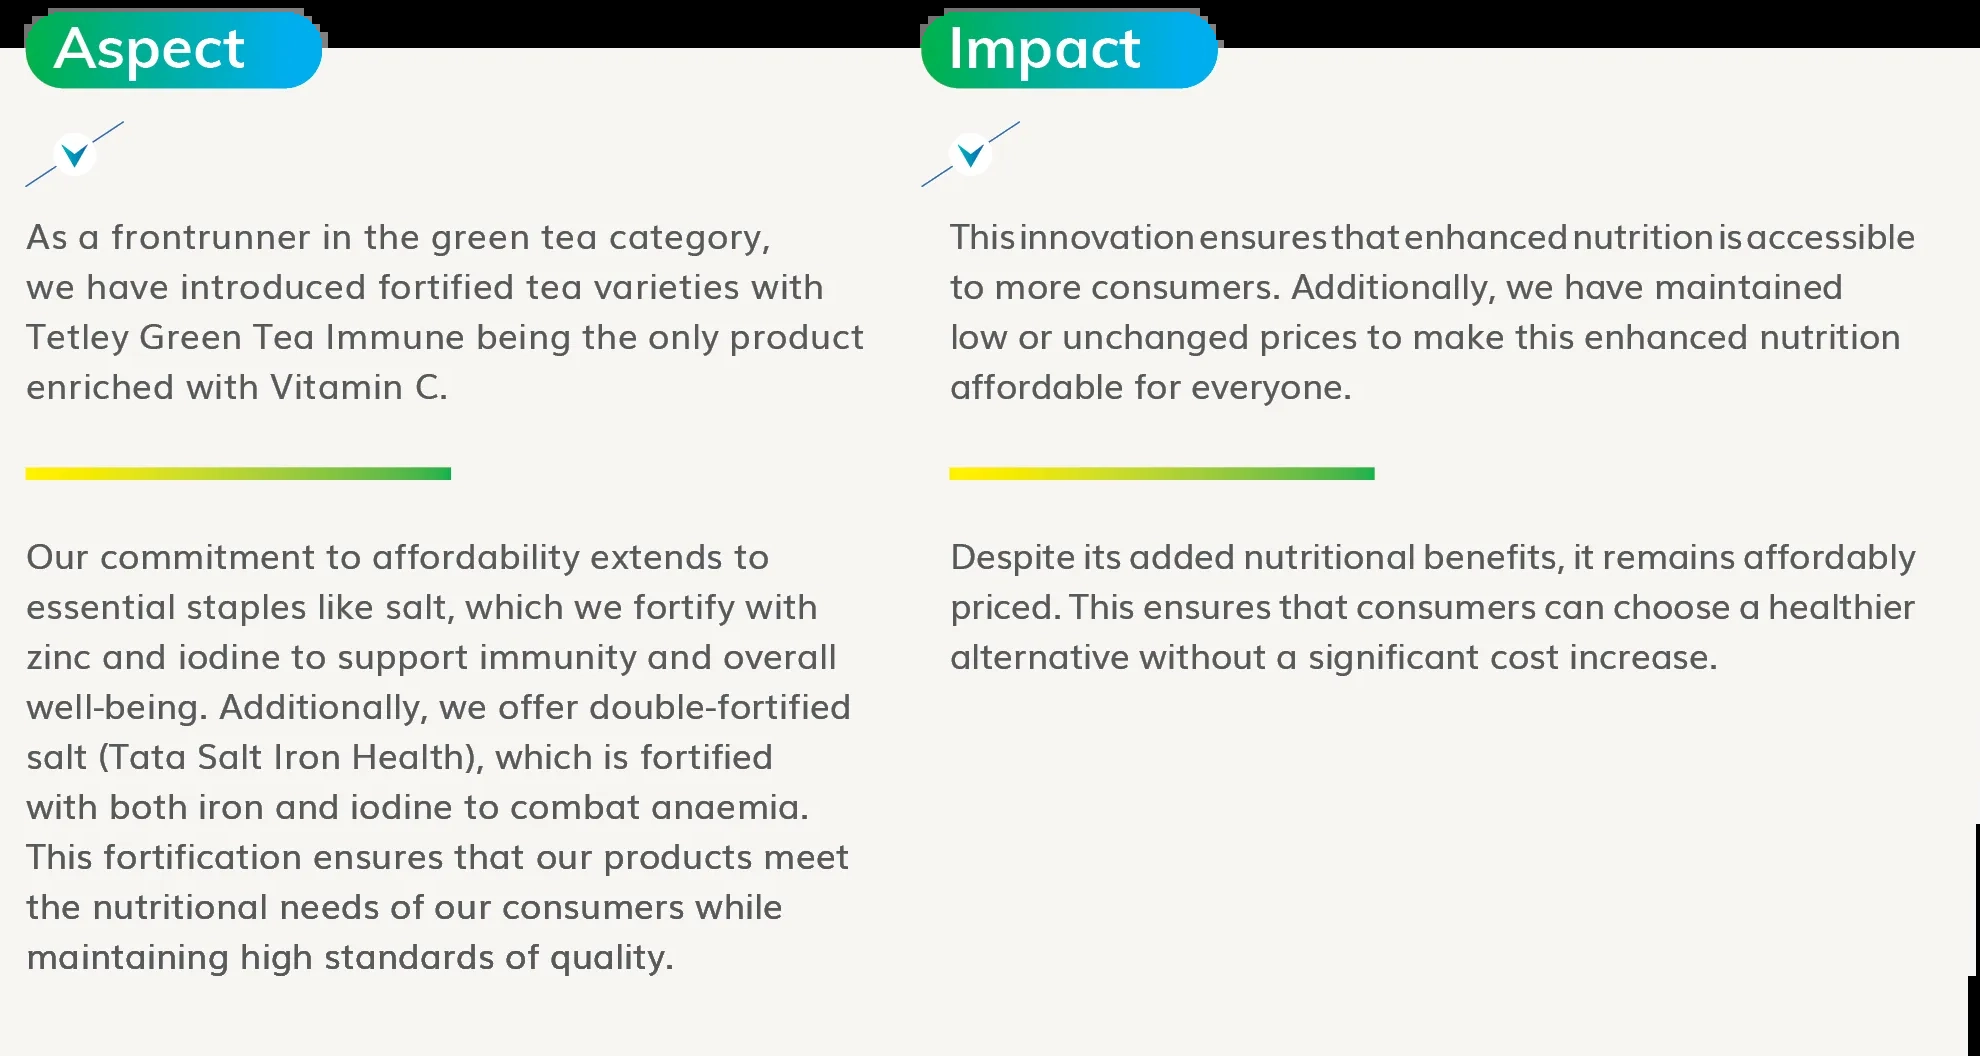 Aspect
As a frontrunner in the green tea category,
we have introduced fortified tea varieties with
Tetley Green Tea Immune being the only product
enriched with Vitamin C.
Our commitment to affordability extends to
essential staples like salt, which we fortify with
zinc and iodine to support immunity and overall
well-being. Additionally, we offer double-fortified
salt (Tata Salt Iron Health), which is fortified
with both iron and iodine to combat anaemia.
This fortification ensures that our products meet
the nutritional needs of our consumers while
maintaining high standards of quality.
Impact
This innovation ensures that enhanced nutrition is accessible
to more consumers. Additionally, we have maintained
low or unchanged prices to make this enhanced nutrition
affordable for everyone.
Despite its added nutritional benefits, it remains affordably
priced. This ensures that consumers can choose a healthier
alternative without a significant cost increase.